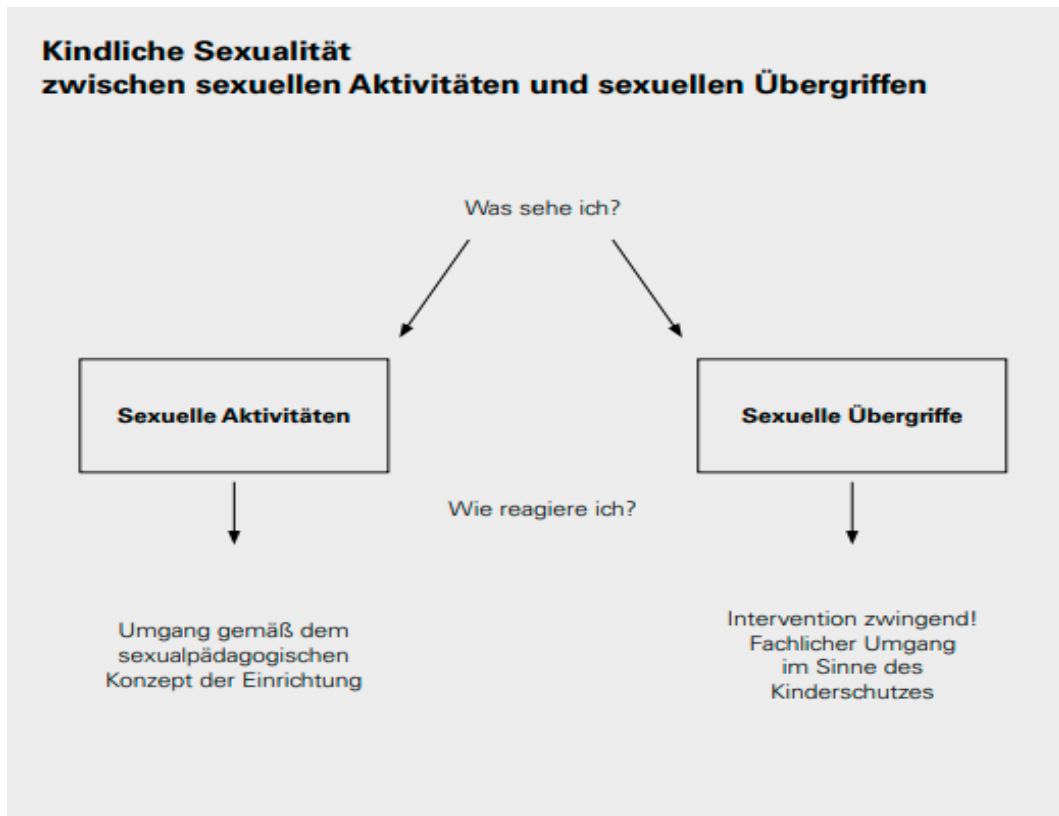 Kindliche Sexualität
zwischen sexuellen Aktivitäten und sexuellen Übergriffen
Was sehe ich?
Sexuelle Aktivitäten
Sexuelle Übergriffe
Wie reagiere ich?
Umgang gemäß dem
sexualpädagogischen
Konzept der Einrichtung
Intervention zwingend!
Fachlicher Umgang
im Sinne des
Kinderschutzes